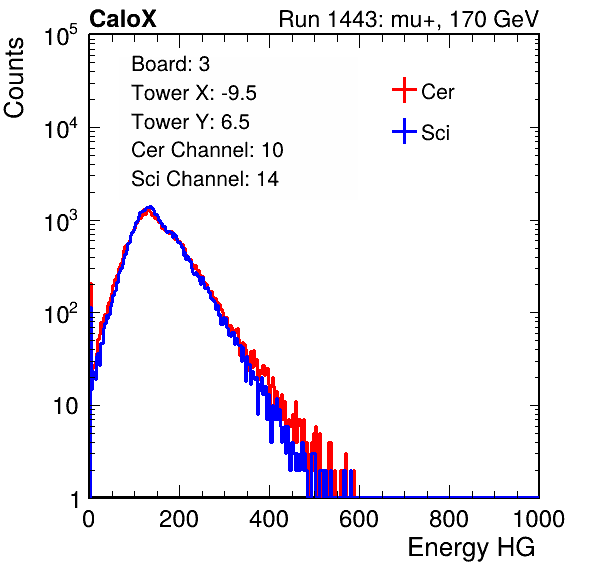 CaloX Run 1443: mu+, 170 GeV
Counts
Board: 3
Tower X: -9.5
Tower Y: 6.5
Cer Channel: 10
Sci Channel: 14
Cer
Sci
10^5
10^4
10^3
10^2
10
1
0 200 400 600 800 1000
Energy HG